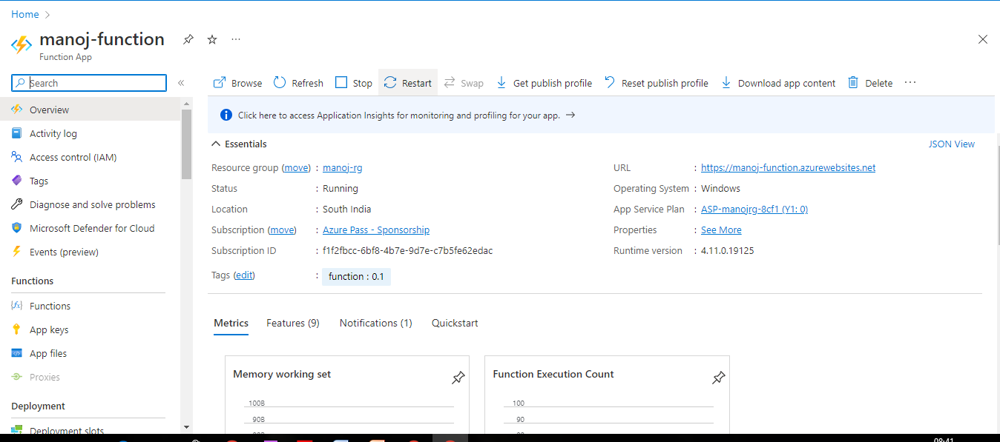 Home
manoj-function
Function App
Search
Browse Refresh Stop Restart Swap Get publish profile Reset publish profile Download app content Delete
Click here to access Application Insights for monitoring and profiling for your app.
Overview
Activity log
Access control (IAM)
Tags
Diagnose and solve problems
Microsoft Defender for Cloud
Events (preview)
Functions
Functions
App keys
App files
Proxies
Deployment
Deployment slots
Essentials
JSON View
Resource group (move) : manoj-rg
Status : Running
Location : South India
Subscription (move) : Azure Pass - Sponsorship
Subscription ID : f1f2fbcc-6bf8-4b7e-9d7e-c7b5fe62edac
Tags (edit) : function : 0.1
URL : https://manoj-function.azurewebsites.net
Operating System : Windows
App Service Plan : ASP-manojrg-8cf1 (Y1: 0)
Properties : See More
Runtime version : 4.11.0.19125
Metrics Features (9) Notifications (1) Quickstart
Memory working set
100B
90B
Function Execution Count
100
90
08:41